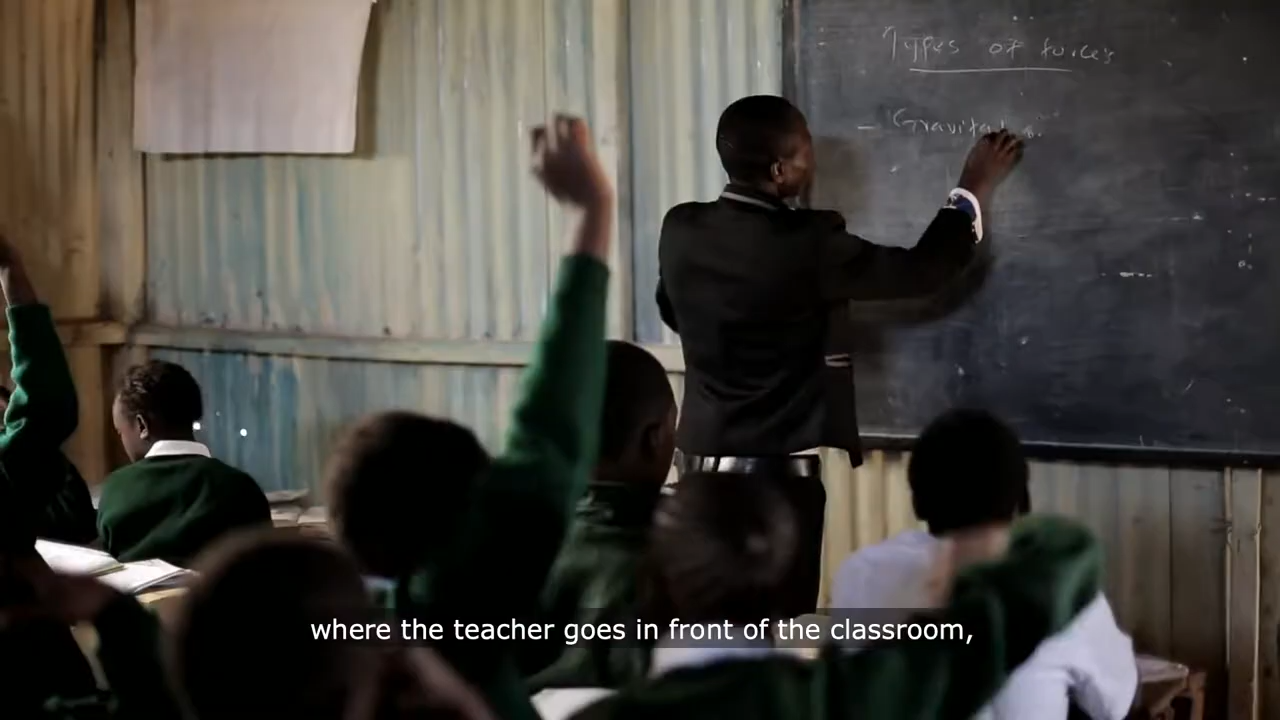 Types of forces
where the teacher goes in front of the classroom,